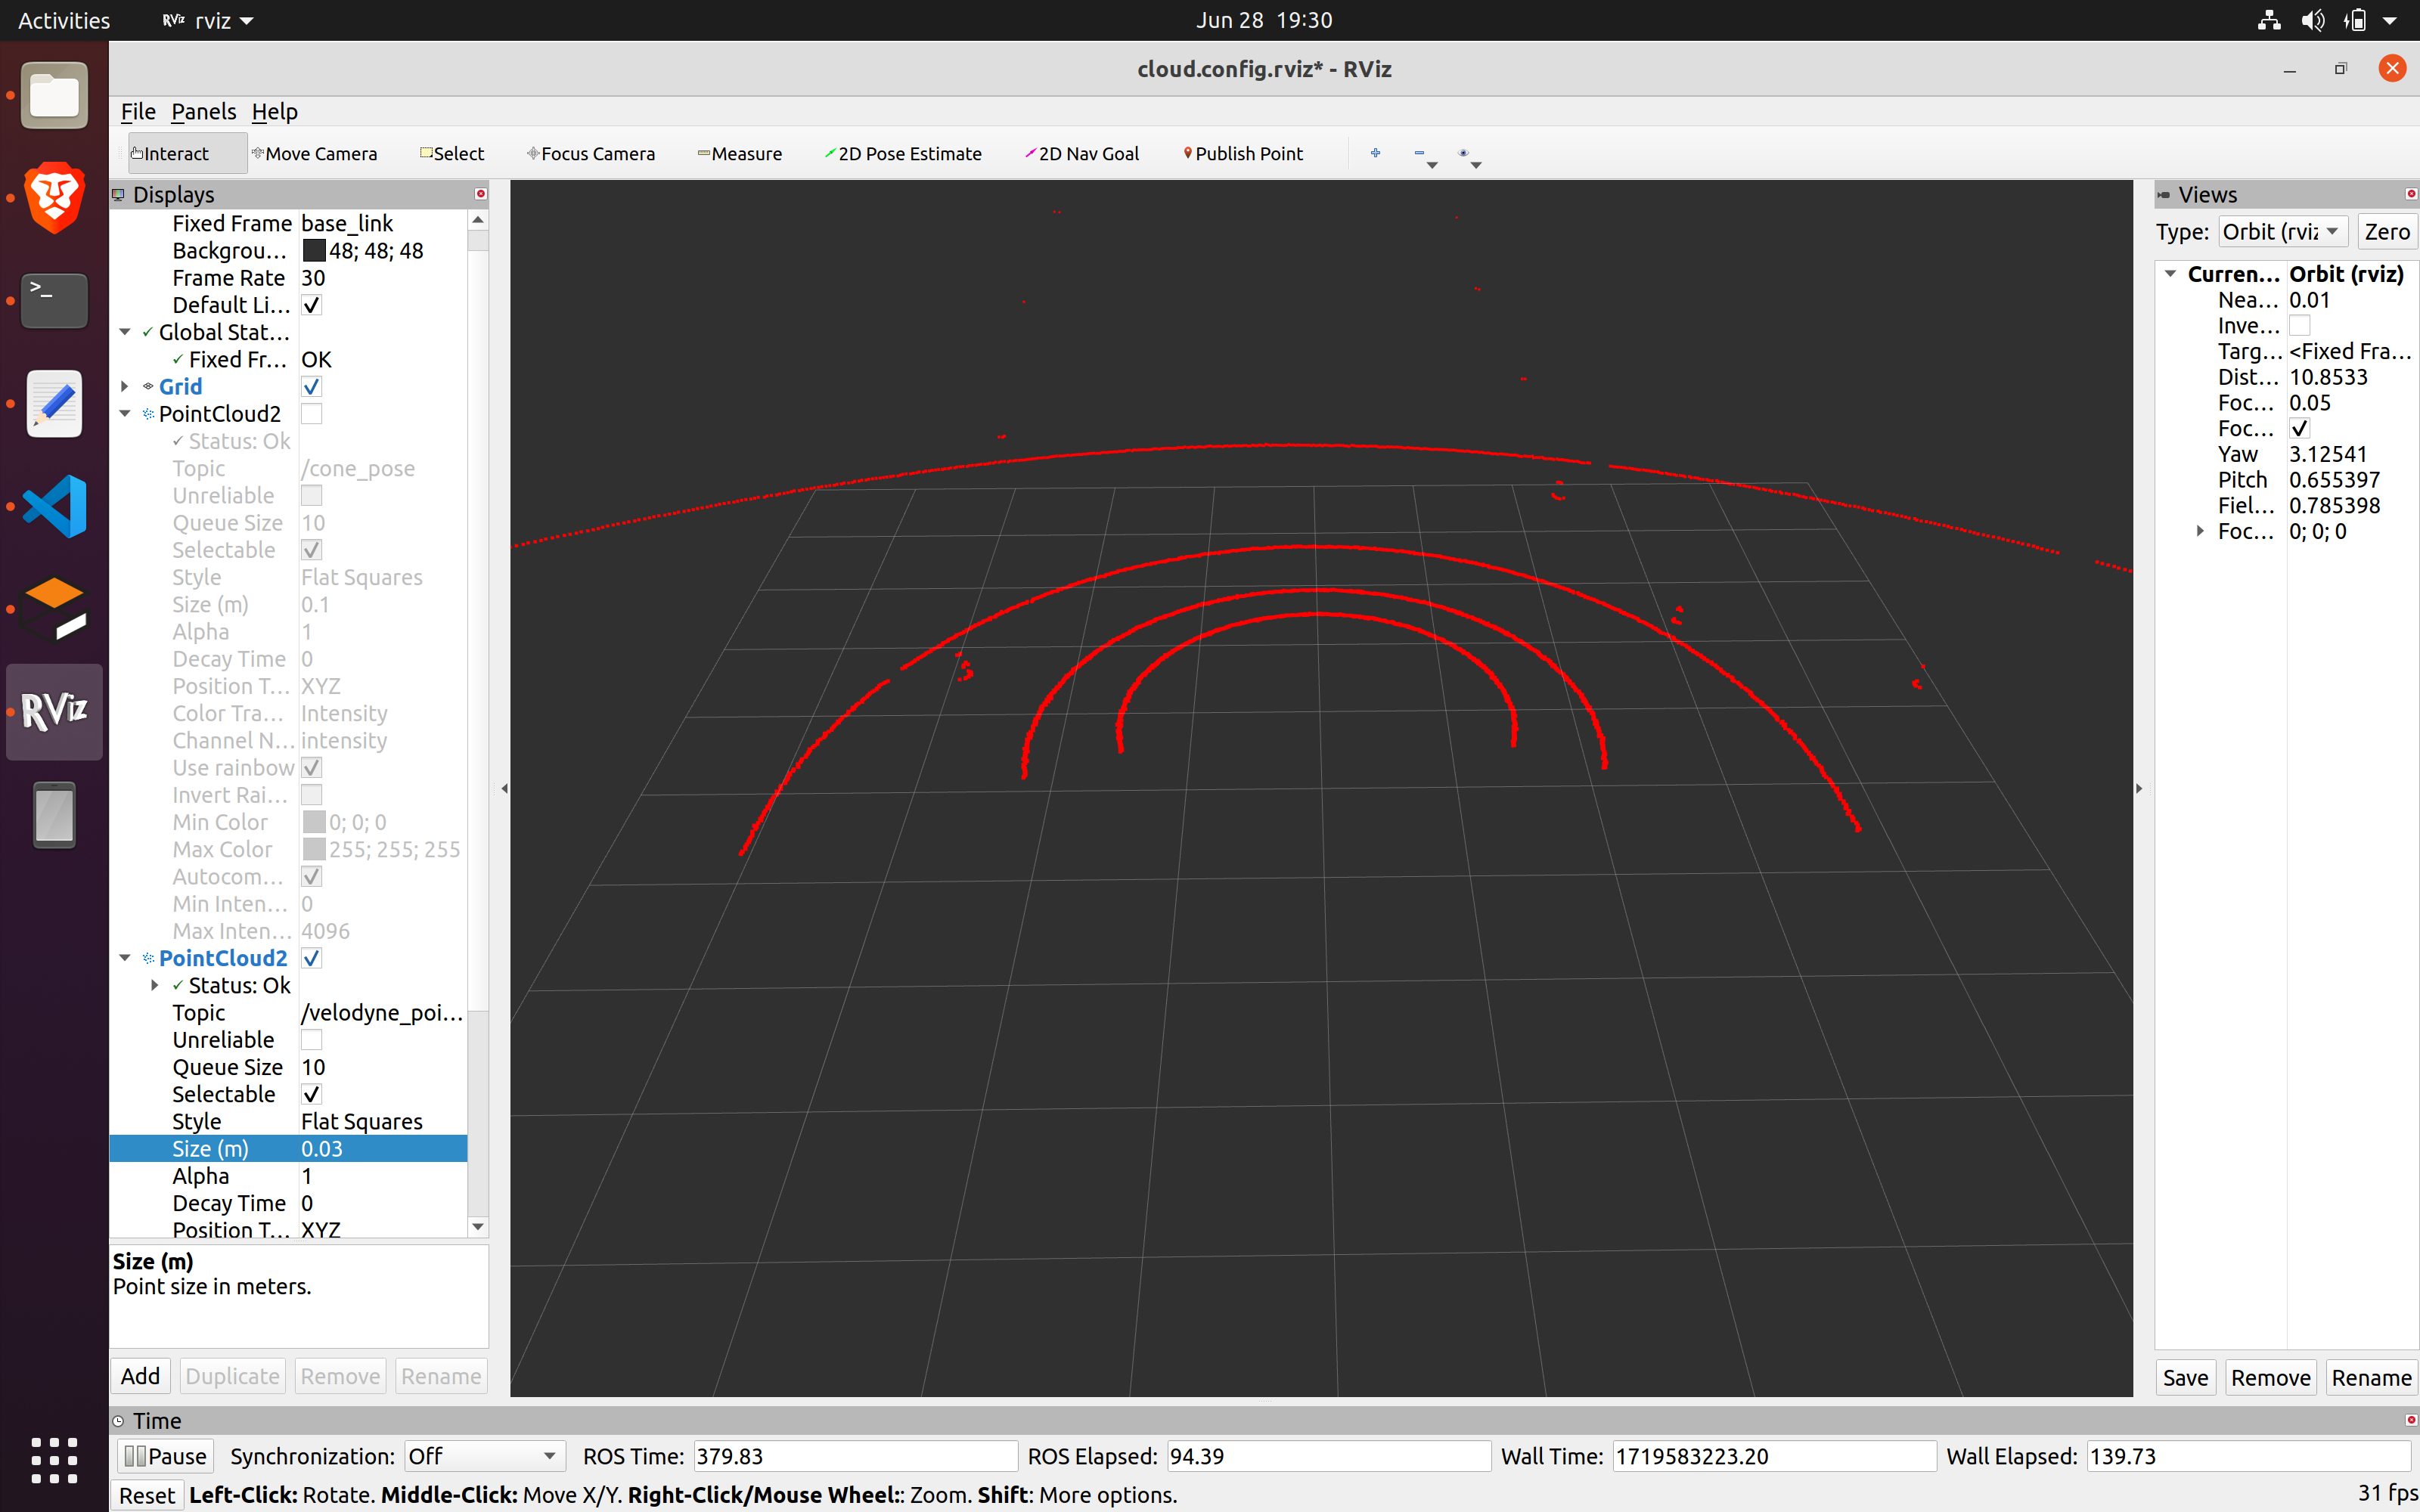 Activities RViz rviz Jun 28 19:30
cloud.config.rviz* - RViz
File Panels Help
Interact Move Camera Select Focus Camera Measure 2D Pose Estimate 2D Nav Goal Publish Point
Displays
Fixed Frame base_link
Backgrou... 48; 48; 48
Frame Rate 30
Default Li...
Global Stat...
Fixed Fr... OK
Grid
PointCloud2
Status: Ok
Topic /cone_pose
Unreliable
Queue Size 10
Selectable
Style Flat Squares
Size (m) 0.1
Alpha 1
Decay Time 0
Position T... XYZ
Color Tra... Intensity
Channel N... intensity
Use rainbow
Invert Rai...
Min Color 0; 0; 0
Max Color 255; 255; 255
Autocom...
Min Inten... 0
Max Inten... 4096
PointCloud2
Status: Ok
Topic /velodyne_poi...
Unreliable
Queue Size 10
Selectable
Style Flat Squares
Size (m) 0.03
Alpha 1
Decay Time 0
Position T... XYZ
Size (m)
Point size in meters.
Add Duplicate Remove Rename
Views
Type: Orbit (rviz Zero
Curren... Orbit (rviz)
Nea... 0.01
Inve...
Targ... <Fixed Fra...
Dist... 10.8533
Foc... 0.05
Foc...
Yaw 3.12541
Pitch 0.655397
Fiel... 0.785398
Foc... 0; 0; 0
Save Remove Rename
RViz
Time
Pause Synchronization: Off ROS Time: 379.83 ROS Elapsed: 94.39 Wall Time: 1719583223.20 Wall Elapsed: 139.73
Reset Left-Click: Rotate. Middle-Click: Move X/Y. Right-Click/Mouse Wheel:: Zoom. Shift: More options. 31 fps